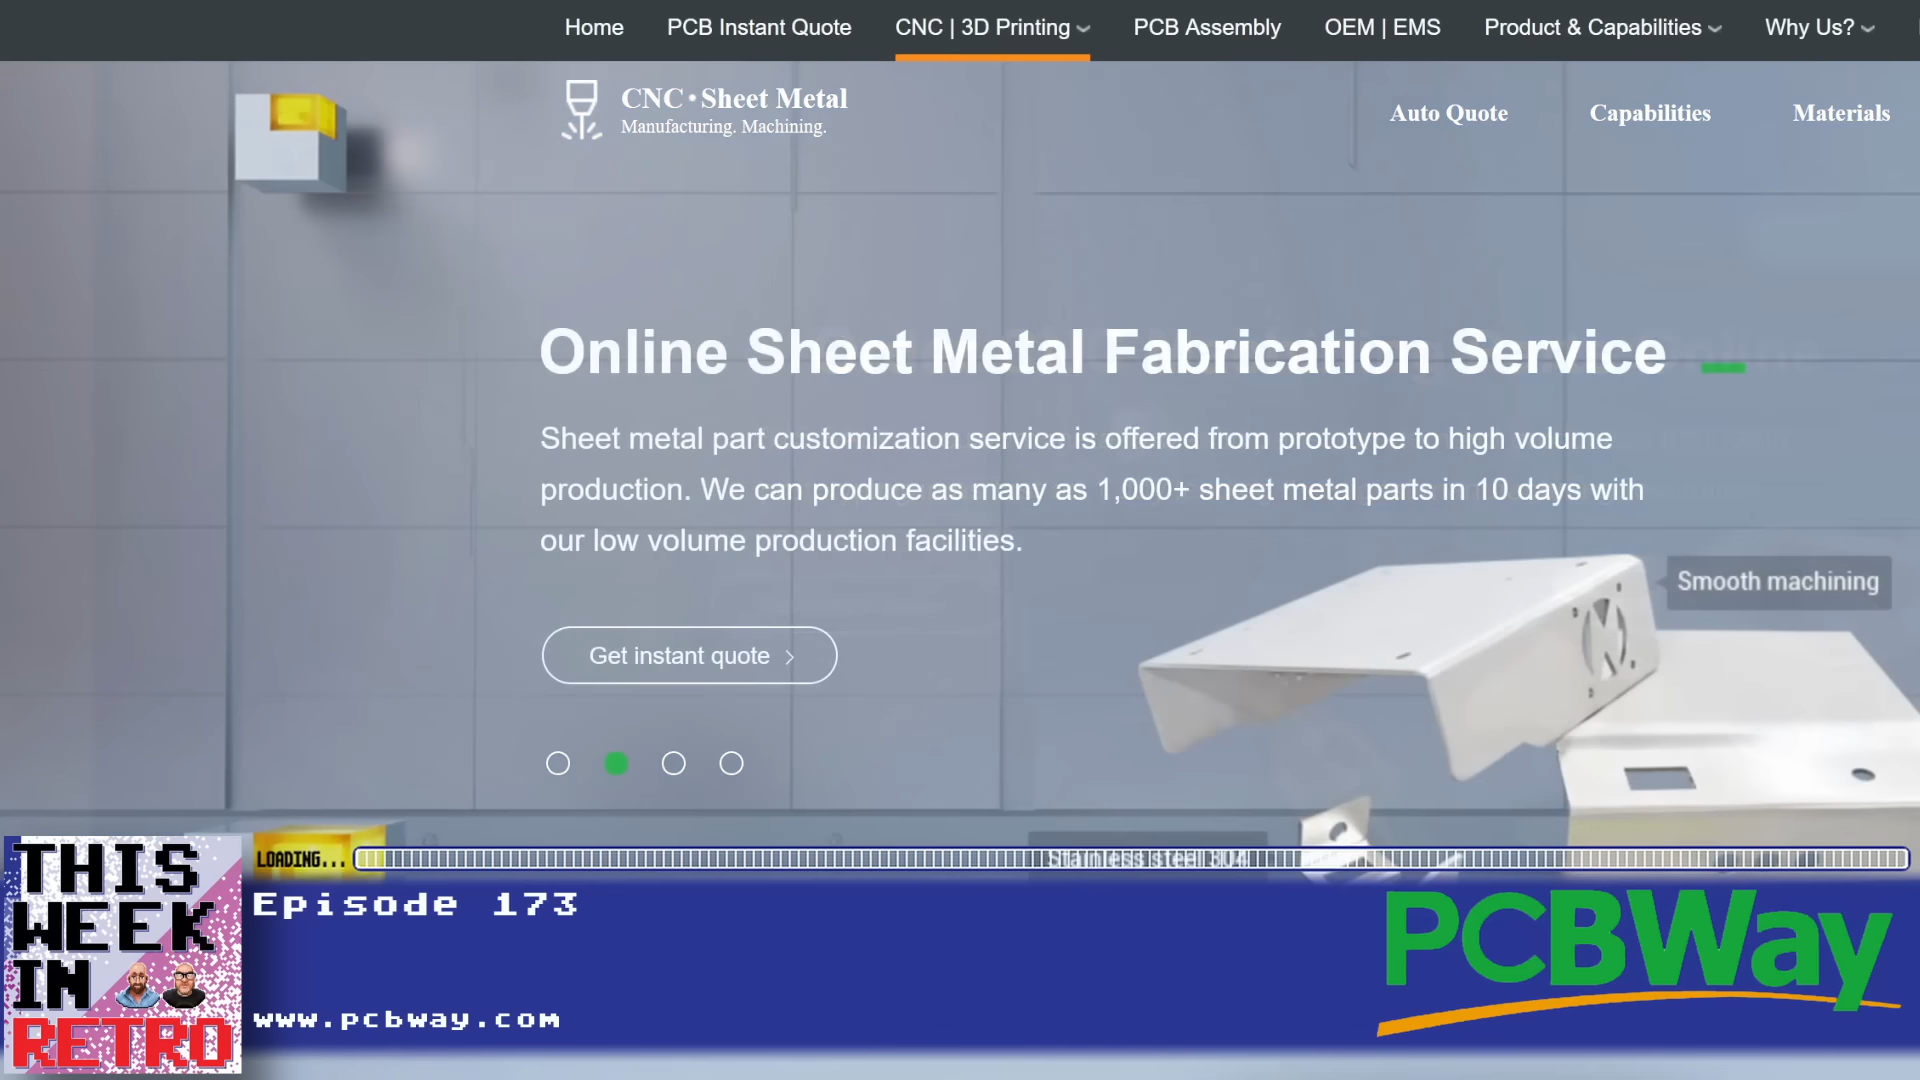 Home PCB Instant Quote CNC | 3D Printing PCB Assembly OEM | EMS Product & Capabilities Why Us?
CNC•Sheet Metal
Manufacturing. Machining.
Auto Quote Capabilities Materials
Online Sheet Metal Fabrication Service
Sheet metal part customization service is offered from prototype to high volume
production. We can produce as many as 1,000+ sheet metal parts in 10 days with
our low volume production facilities.
Smooth machining
Get instant quote >
Stainless steel 304
LOADING...
THIS
WEEK
IN
RETRO
Episode 173
www.pcbway.com
PCBWay